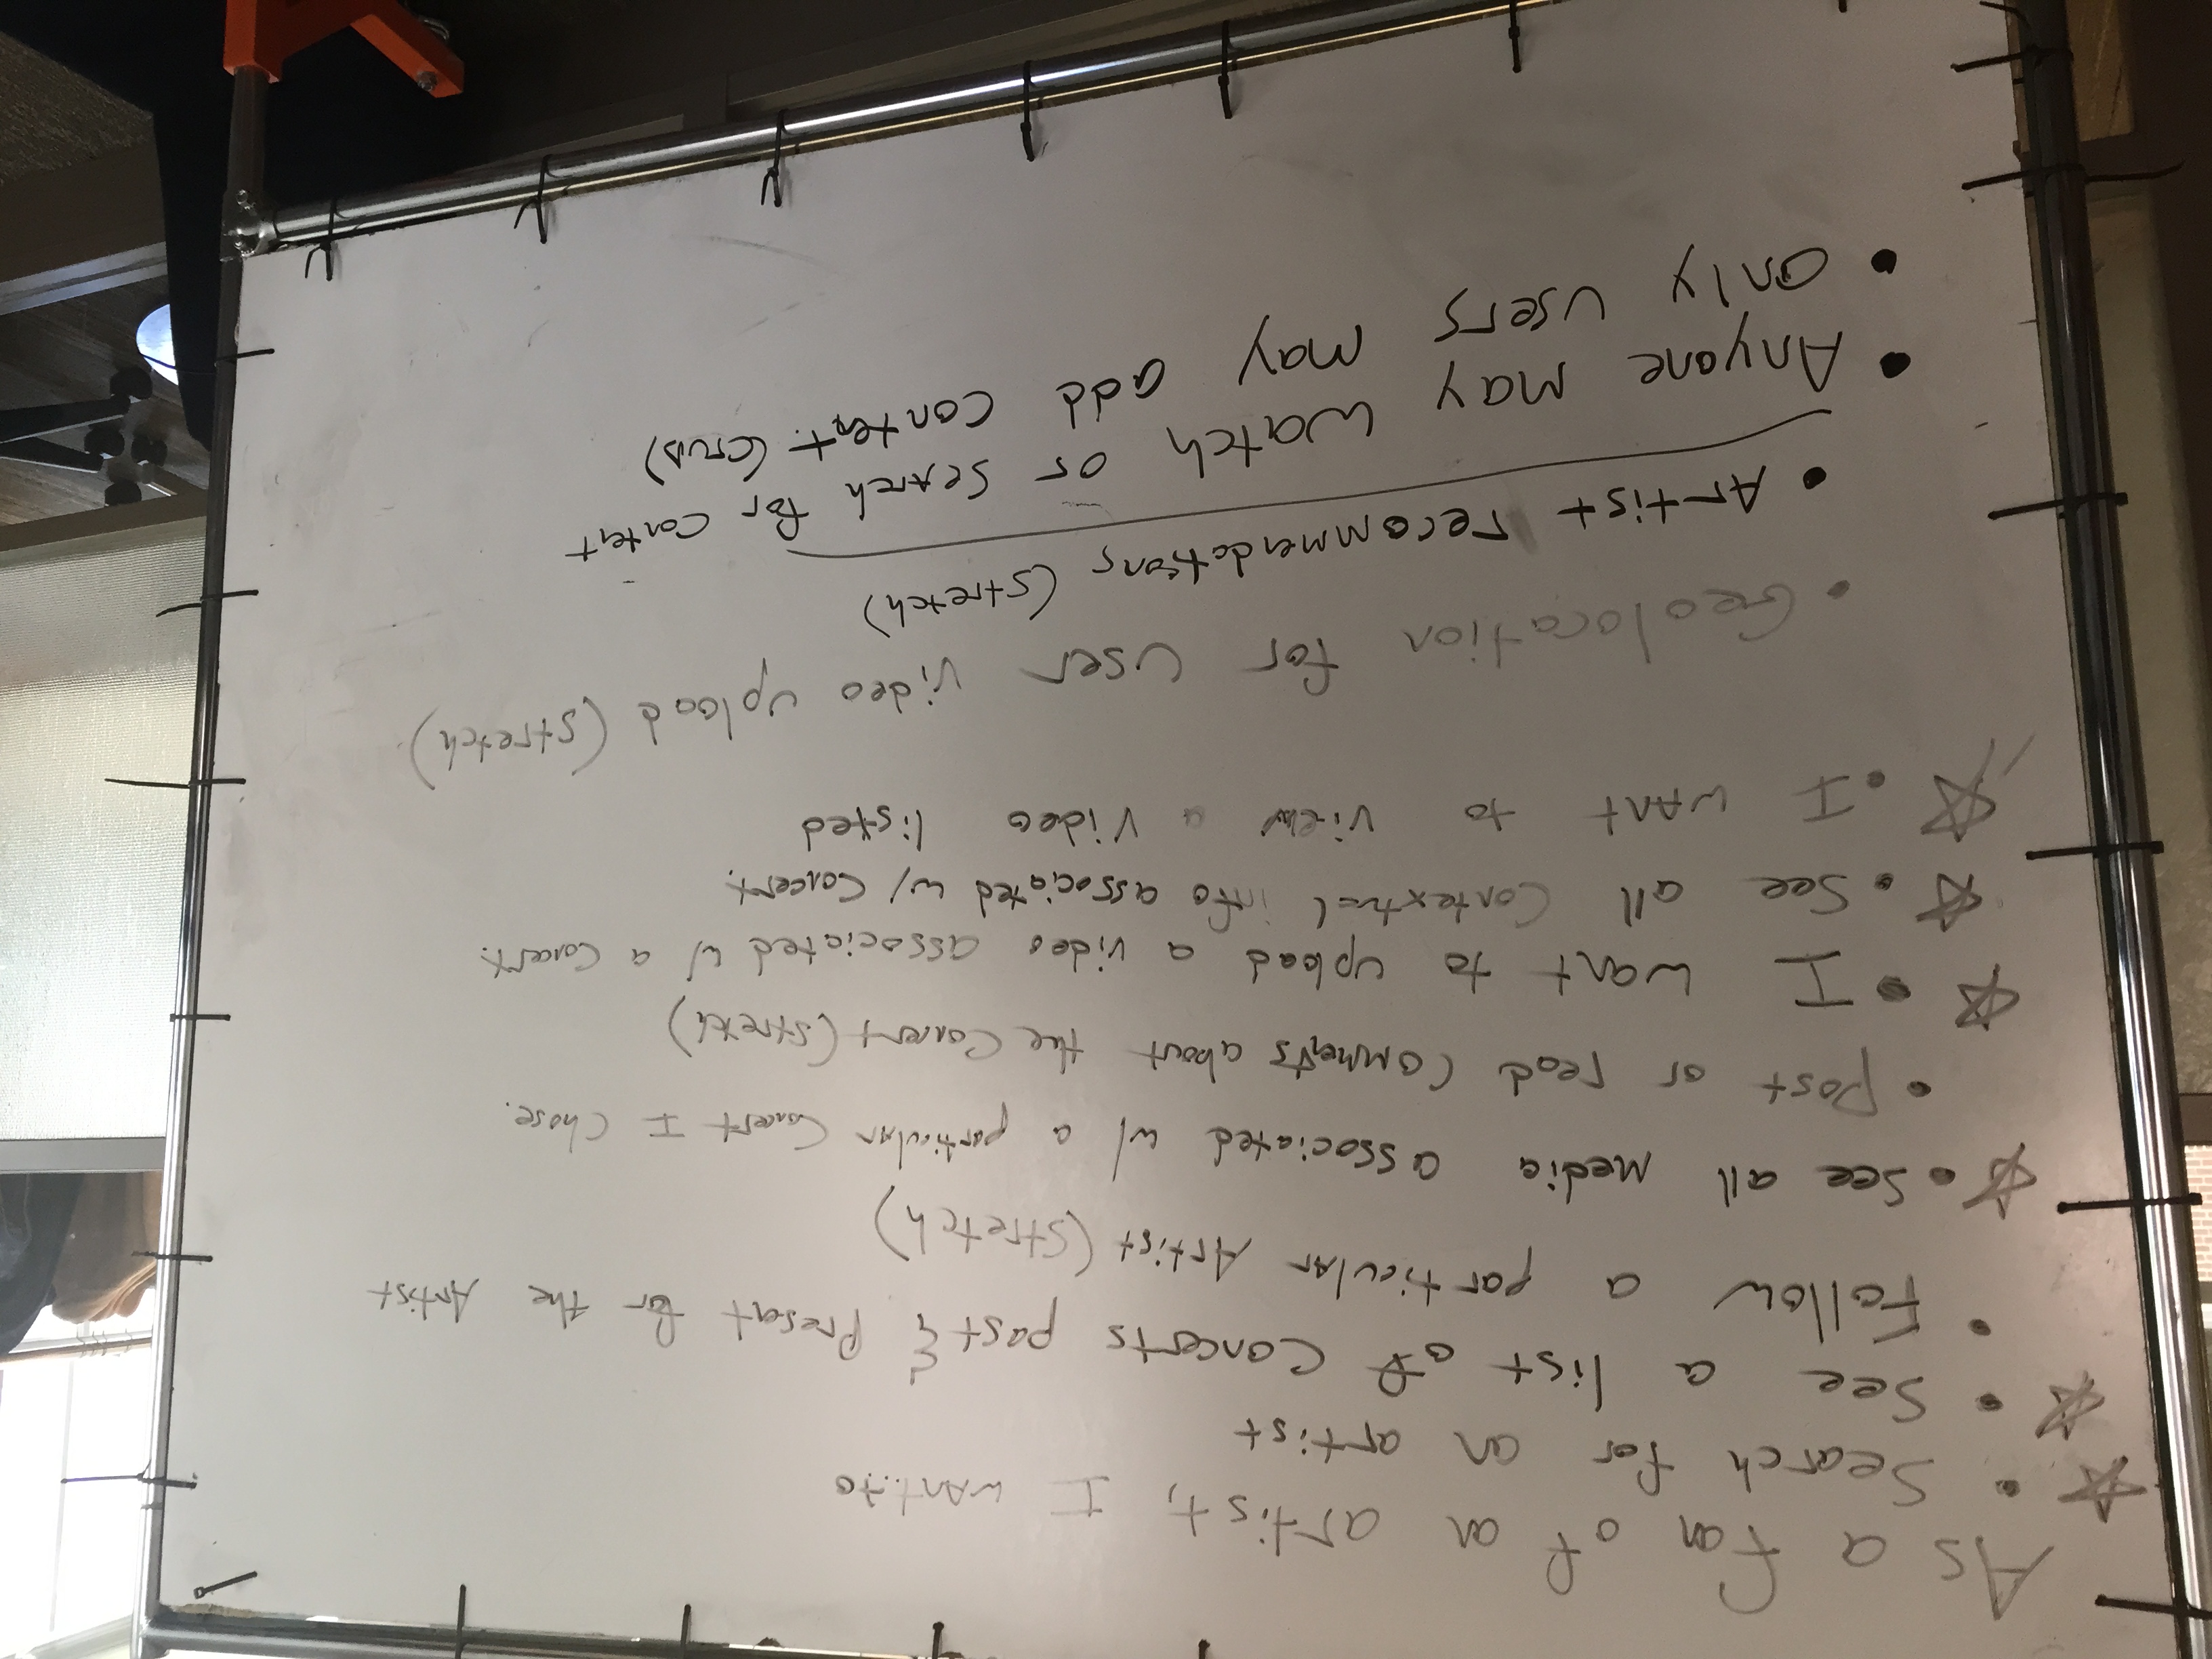 As a fan of an artist, I want to
☆ • Search for an artist
☆ • See a list of Concerts past & Present for the Artist
• Follow a particular Artist (Stretch)
☆ • See all Media associated w/ a particular Concert I Chose.
• Post or read Comments about the Concert (stretch)
☆ • I want to upload a video associated w/ a Concert.
☆ • See all Contextual info associated w/ Concert.
☆ • I want to view a Video listed
• Geolocation for User video upload (stretch)
• Artist recommendations (stretch)
• Anyone may watch or search for content
• Only users may add content. (CrUD)